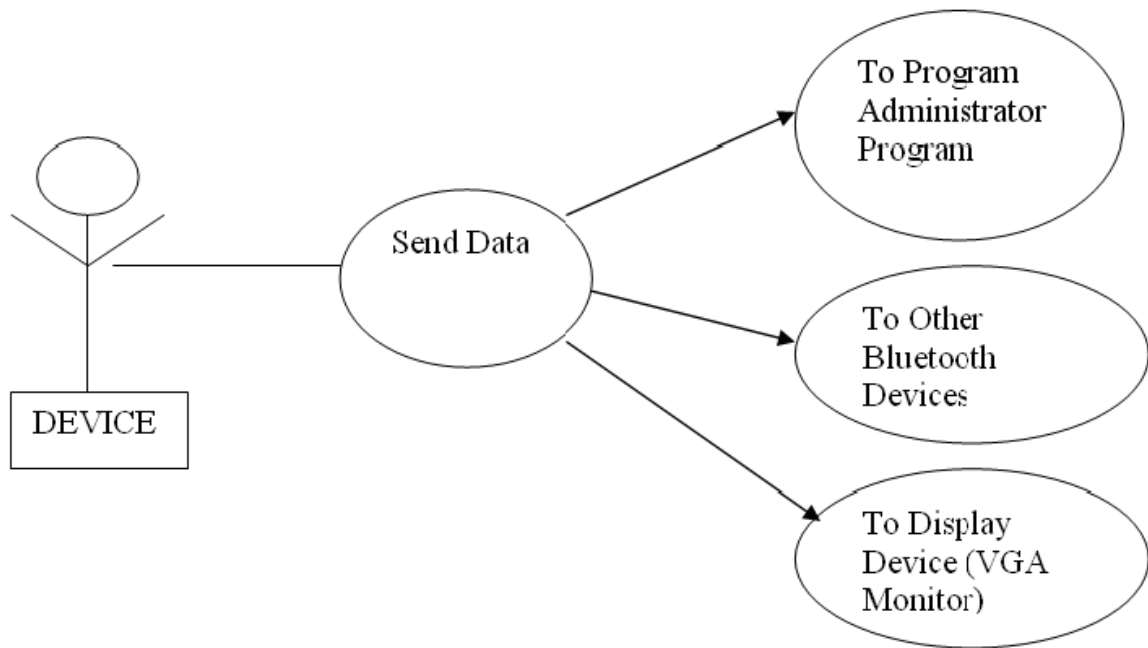 To Program
Administrator
Program
Send Data
To Other
Bluetooth
Devices
DEVICE
To Display
Device (VGA
Monitor)